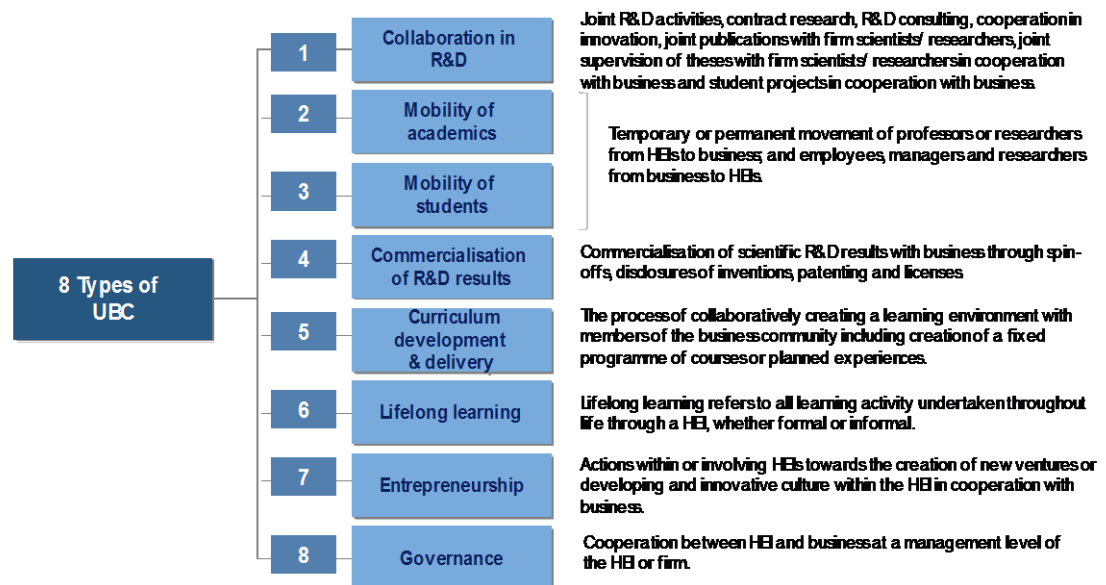 8 Types of
UBC
1
Collaboration in
R&D
Joint R&D activities, contract research, R&D consulting, cooperation in
innovation, joint publications with firm scientists/ researchers, joint
supervision of theses with firm scientists/ researchers in cooperation
with business and student projects in cooperation with business.
2
Mobility of
academics
3
Mobility of
students
Temporary or permanent movement of professors or researchers
from HEIs to business; and employees, managers and researchers
from business to HEIs.
4
Commercialisation
of R&D results
Commercialisation of scientific R&D results with business through spin-
offs, disclosures of inventions, patenting and licenses.
5
Curriculum
development
& delivery
The process of collaboratively creating a learning environment with
members of the business community including creation of a fixed
programme of courses or planned experiences.
6
Lifelong learning
Lifelong learning refers to all learning activity undertaken throughout
life through a HEI, whether formal or informal.
7
Entrepreneurship
Actions within or involving HEIs towards the creation of new ventures or
developing and innovative culture within the HEI in cooperation with
business.
8
Governance
Cooperation between HEI and business at a management level of
the HEI or firm.